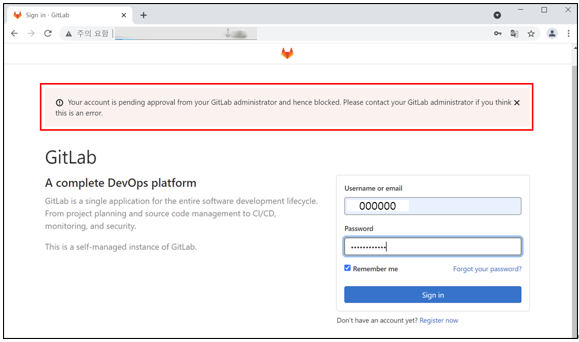 Sign in · GitLab
주의 요함
Your account is pending approval from your GitLab administrator and hence blocked. Please contact your GitLab administrator if you think
this is an error.
GitLab
A complete DevOps platform
GitLab is a single application for the entire software development lifecycle.
From project planning and source code management to CI/CD,
monitoring, and security.
This is a self-managed instance of GitLab.
Username or email
000000
Password
Remember me
Forgot your password?
Sign in
Don't have an account yet? Register now